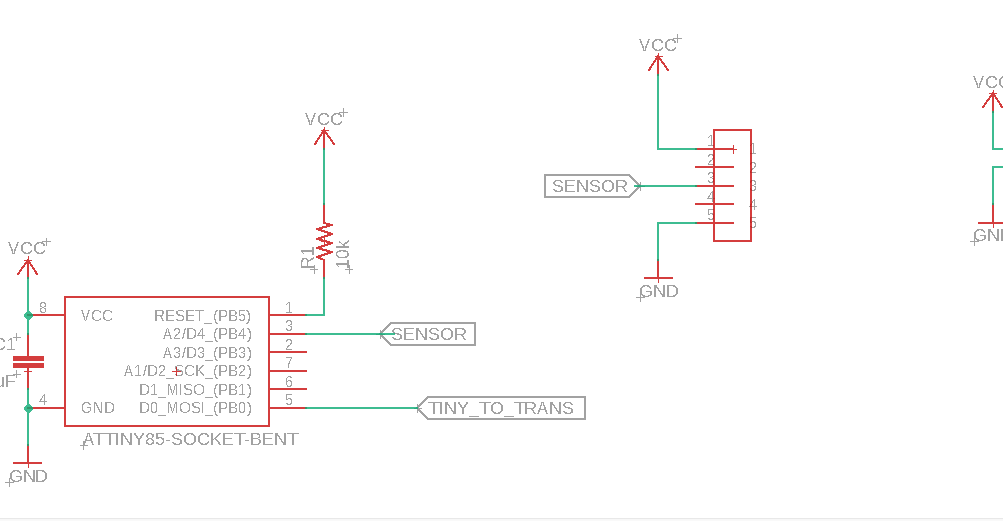 VCC
VCC
VCC
1
2
3
4
5
1
2
3
4
5
SENSOR
GND
R1
10k
VCC
8
VCC
4
GND
GND
RESET_(PB5)
A2/D4_(PB4)
A3/D3_(PB3)
A1/D2_SCK_(PB2)
D1_MISO_(PB1)
D0_MOSI_(PB0)
1
3
2
7
6
5
SENSOR
TINY_TO_TRANS
ATTINY85-SOCKET-BENT
C1
uF
GND